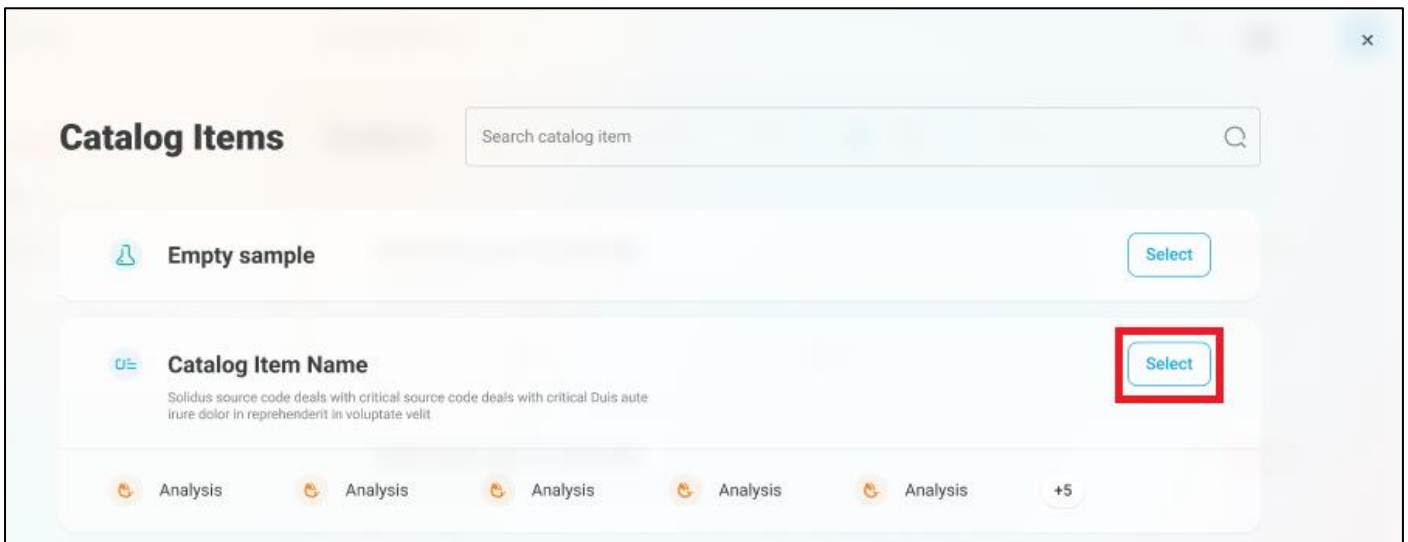 ×
Catalog Items
Search catalog item
Empty sample
Select
Catalog Item Name
Select
Solidus source code deals with critical source code deals with critical Duis aute
irure dolor in reprehenderit in voluptate velit
Analysis Analysis Analysis Analysis Analysis +5